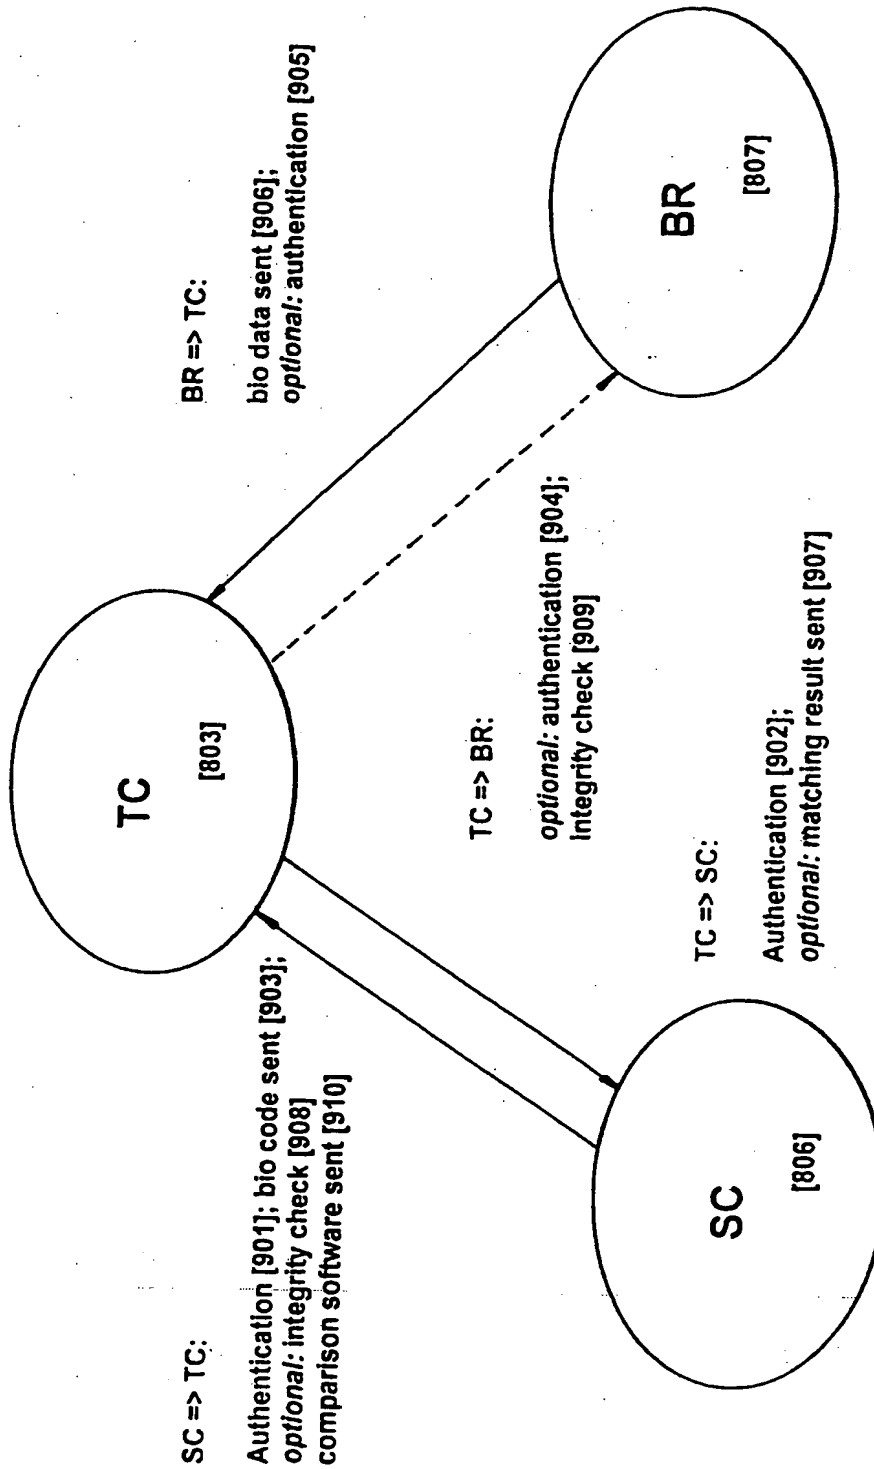 SC => TC:
Authentication [901]; bio code sent [903];
optional: integrity check [908]
comparison software sent [910]
TC
[803]
BR => TC:
bio data sent [906];
optional: authentication [905]
TC => BR:
optional: authentication [904];
Integrity check [909]
TC => SC:
Authentication [902];
optional: matching result sent [907]
SC
[806]
BR
[807]